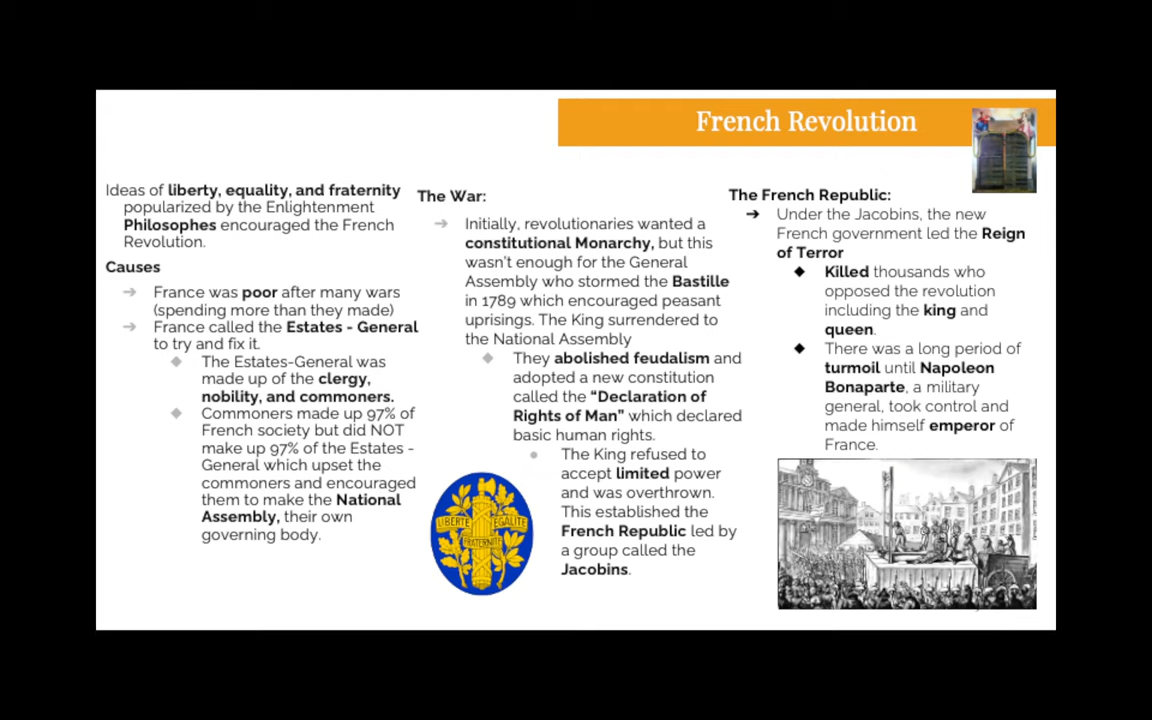 French Revolution
Ideas of liberty, equality, and fraternity
popularized by the Enlightenment
Philosophes encouraged the French
Revolution.
Causes
➔ France was poor after many wars
(spending more than they made)
➔ France called the Estates - General
to try and fix it.
◆ The Estates-General was
made up of the clergy,
nobility, and commoners.
◆ Commoners made up 97% of
French society but did NOT
make up 97% of the Estates -
General which upset the
commoners and encouraged
them to make the National
Assembly, their own
governing body.
The War:
➔ Initially, revolutionaries wanted a
constitutional Monarchy, but this
wasn't enough for the General
Assembly who stormed the Bastille
in 1789 which encouraged peasant
uprisings. The King surrendered to
the National Assembly
◆ They abolished feudalism and
adopted a new constitution
called the “Declaration of
Rights of Man” which declared
basic human rights.
● The King refused to
accept limited power
and was overthrown.
This established the
French Republic led by
a group called the
Jacobins.
LIBERTE EGALITE
FRATERNITE
The French Republic:
➔ Under the Jacobins, the new
French government led the Reign
of Terror
◆ Killed thousands who
opposed the revolution
including the king and
queen.
◆ There was a long period of
turmoil until Napoleon
Bonaparte, a military
general, took control and
made himself emperor of
France.